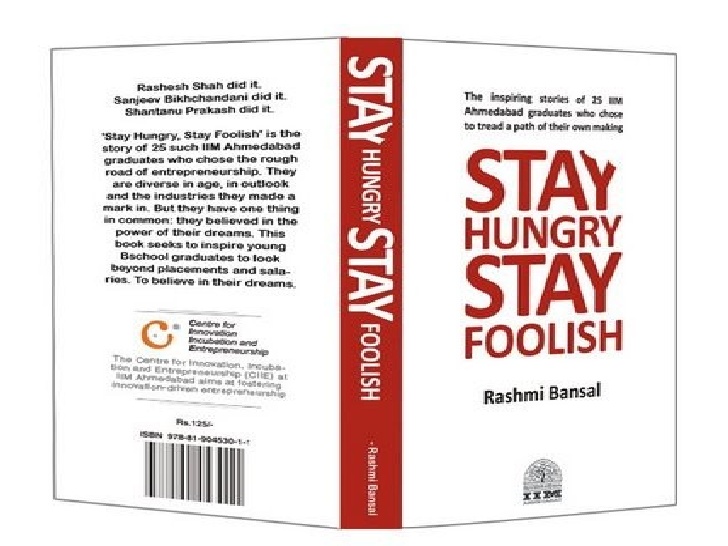 Rashesh Shah did it.
Sanjeev Bikhchandani did it.
Shantanu Prakash did it.
'Stay Hungry, Stay Foolish' is the
story of 25 such IIM Ahmedabad
graduates who chose the rough
road of entrepreneurship. They
are diverse in age, in outlook
and the industries they made a
mark in. But they have one thing
in common: they believed in the
power of their dreams. This
book seeks to inspire young
Bschool graduates to look
beyond placements and sala-
ries. To believe in their dreams.
Centre for
Innovation
Incubation and
Entrepreneurship
The Centre for Innovation, Incuba-
tion and Entrepreneurship (CIIE) at
IIM Ahmedabad aims at fostering
innovation-driven entrepreneurship
Rs.125/-
ISBN 978-81-904530-1-1
STAY HUNGRY STAY FOOLISH
- Rashmi Bansal
The inspiring stories of 25 IIM
Ahmedabad graduates who chose
to tread a path of their own making
STAY
HUNGRY
STAY
FOOLISH
Rashmi Bansal